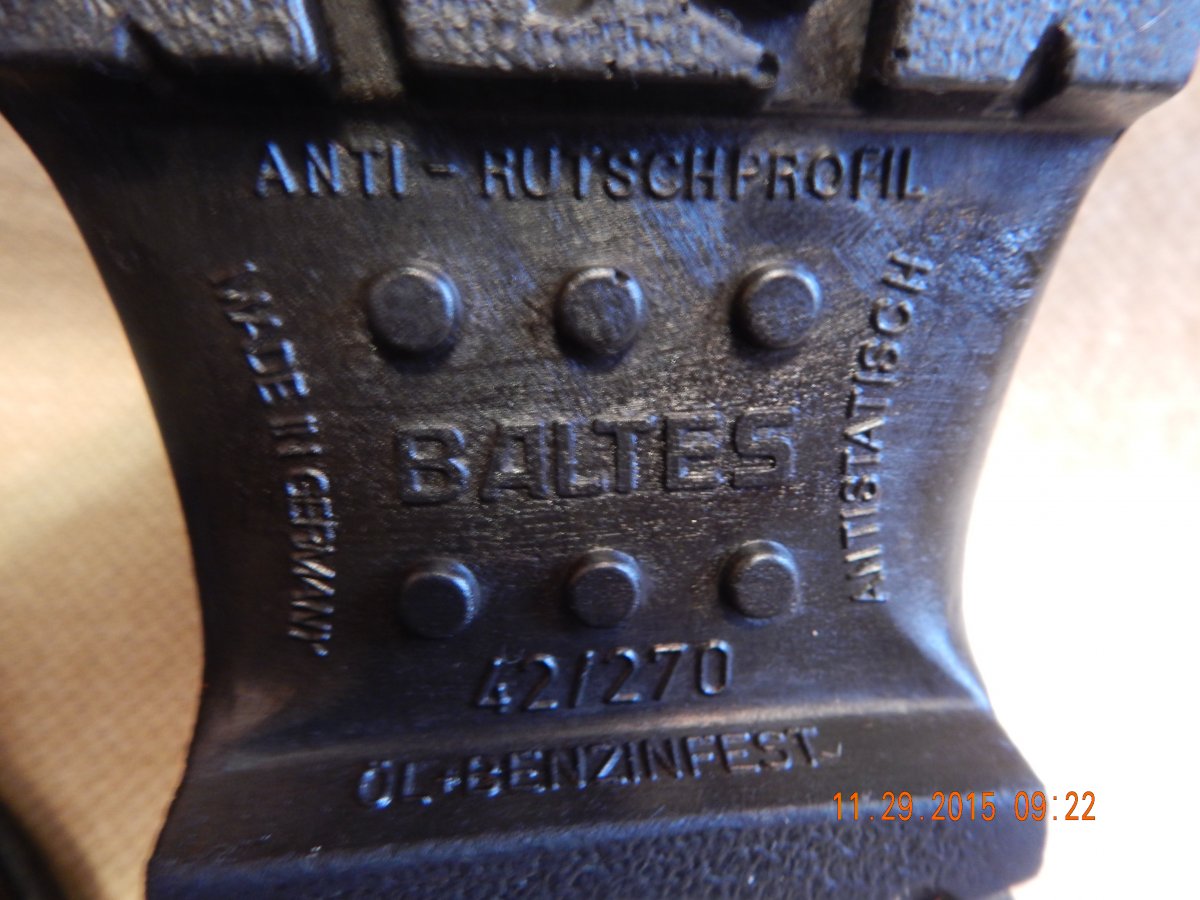 ANTI - RUTSCHPROFIL
MADE IN GERMANY
BALTES
ANTISTATISCH
42/270
ÖL+BENZINFEST
11.29.2015 09:22